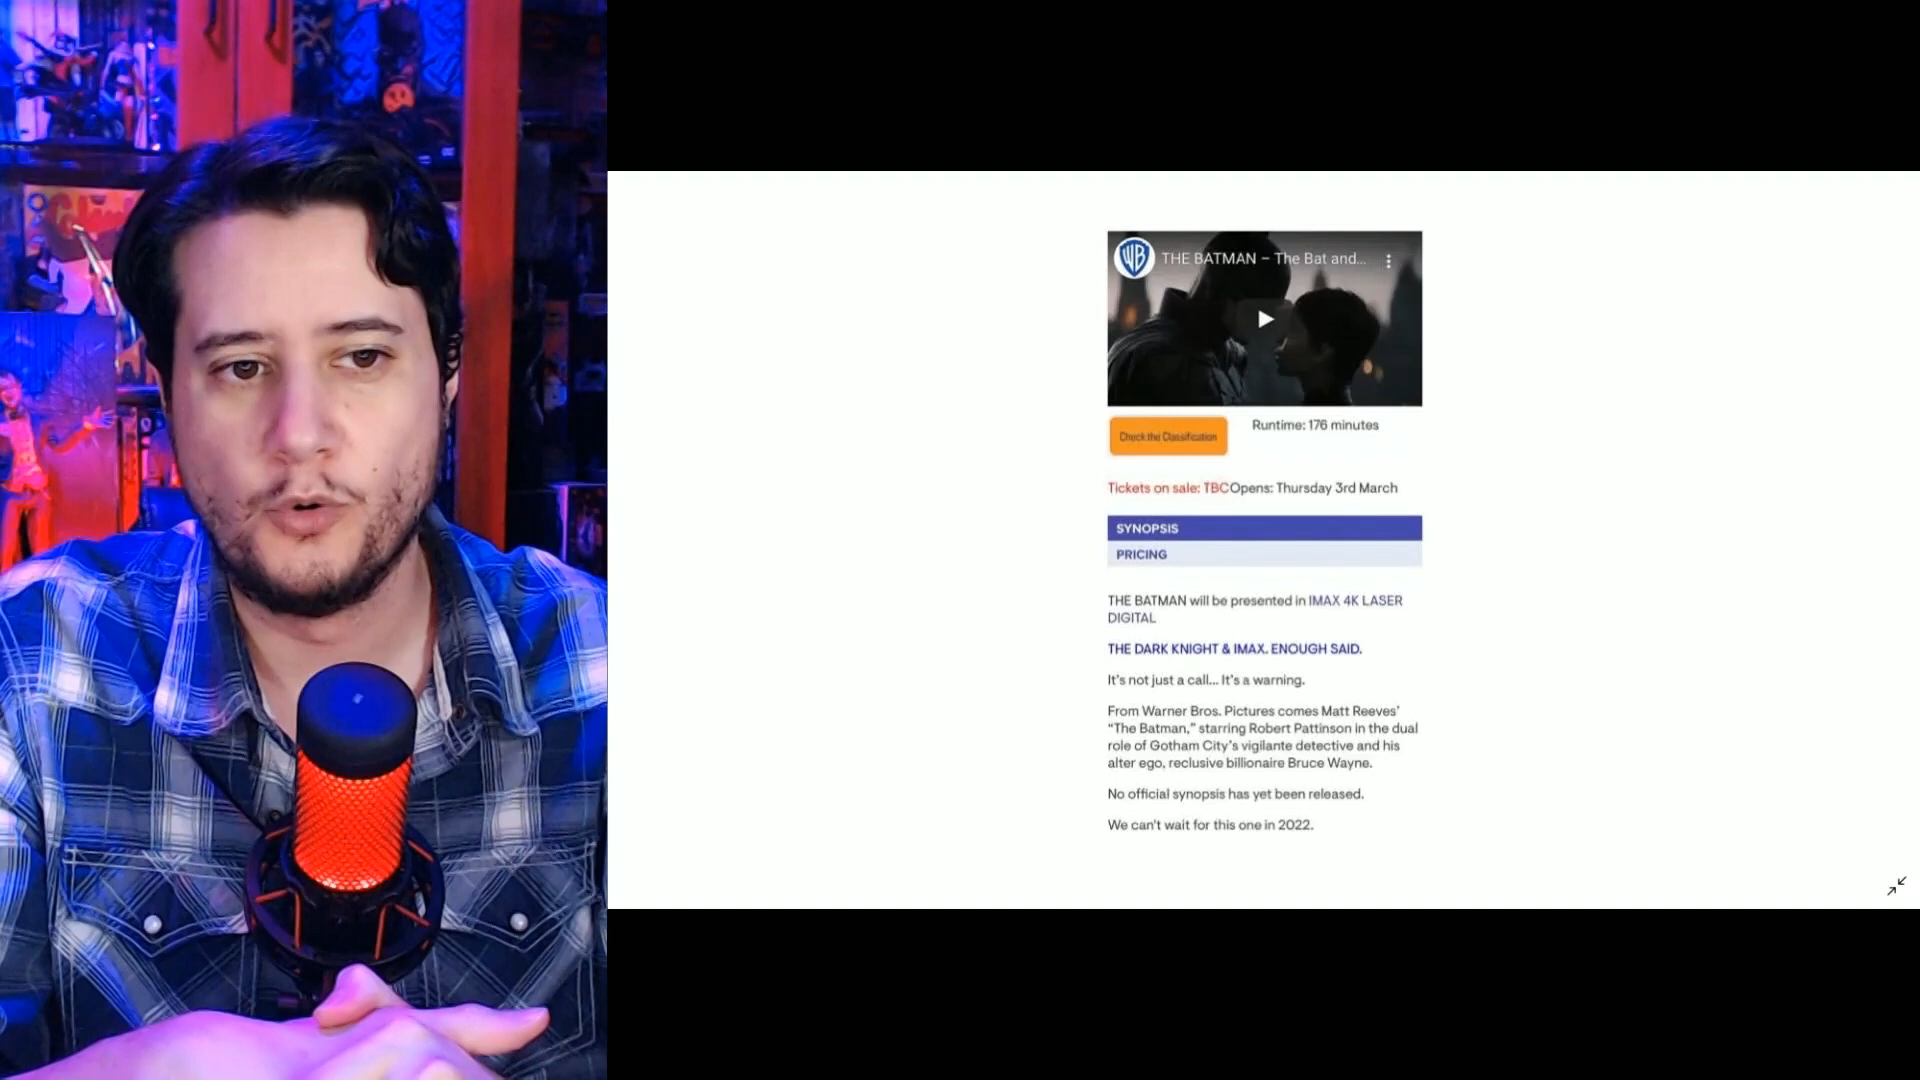 THE BATMAN – The Bat and...
Check the Classification
Runtime: 176 minutes
Tickets on sale: TBCOpens: Thursday 3rd March
SYNOPSIS
PRICING
THE BATMAN will be presented in IMAX 4K LASER
DIGITAL
THE DARK KNIGHT & IMAX. ENOUGH SAID.
It's not just a call... It's a warning.
From Warner Bros. Pictures comes Matt Reeves'
“The Batman,” starring Robert Pattinson in the dual
role of Gotham City's vigilante detective and his
alter ego, reclusive billionaire Bruce Wayne.
No official synopsis has yet been released.
We can't wait for this one in 2022.